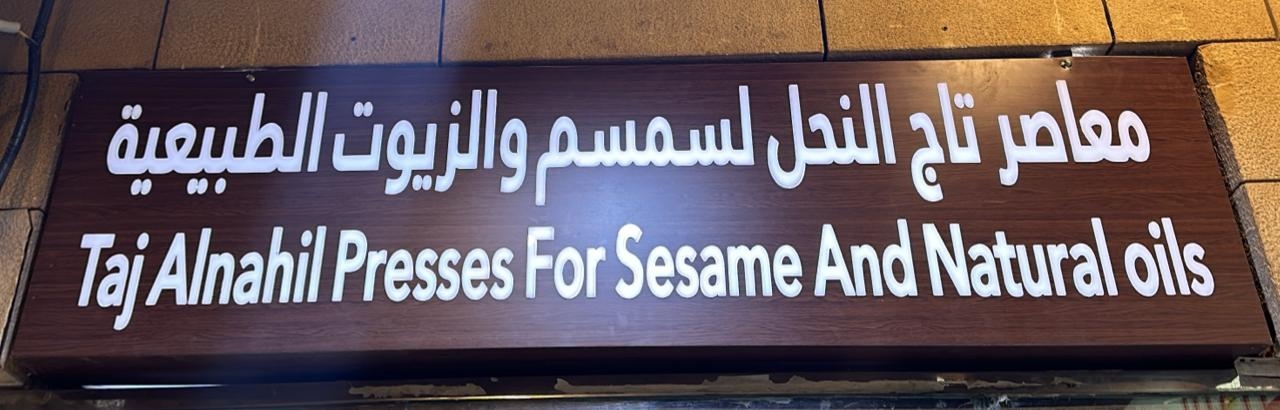 معاصر تاج النحل لسمسم والزيوت الطبيعية
Taj Alnahil Presses For Sesame And Natural oils